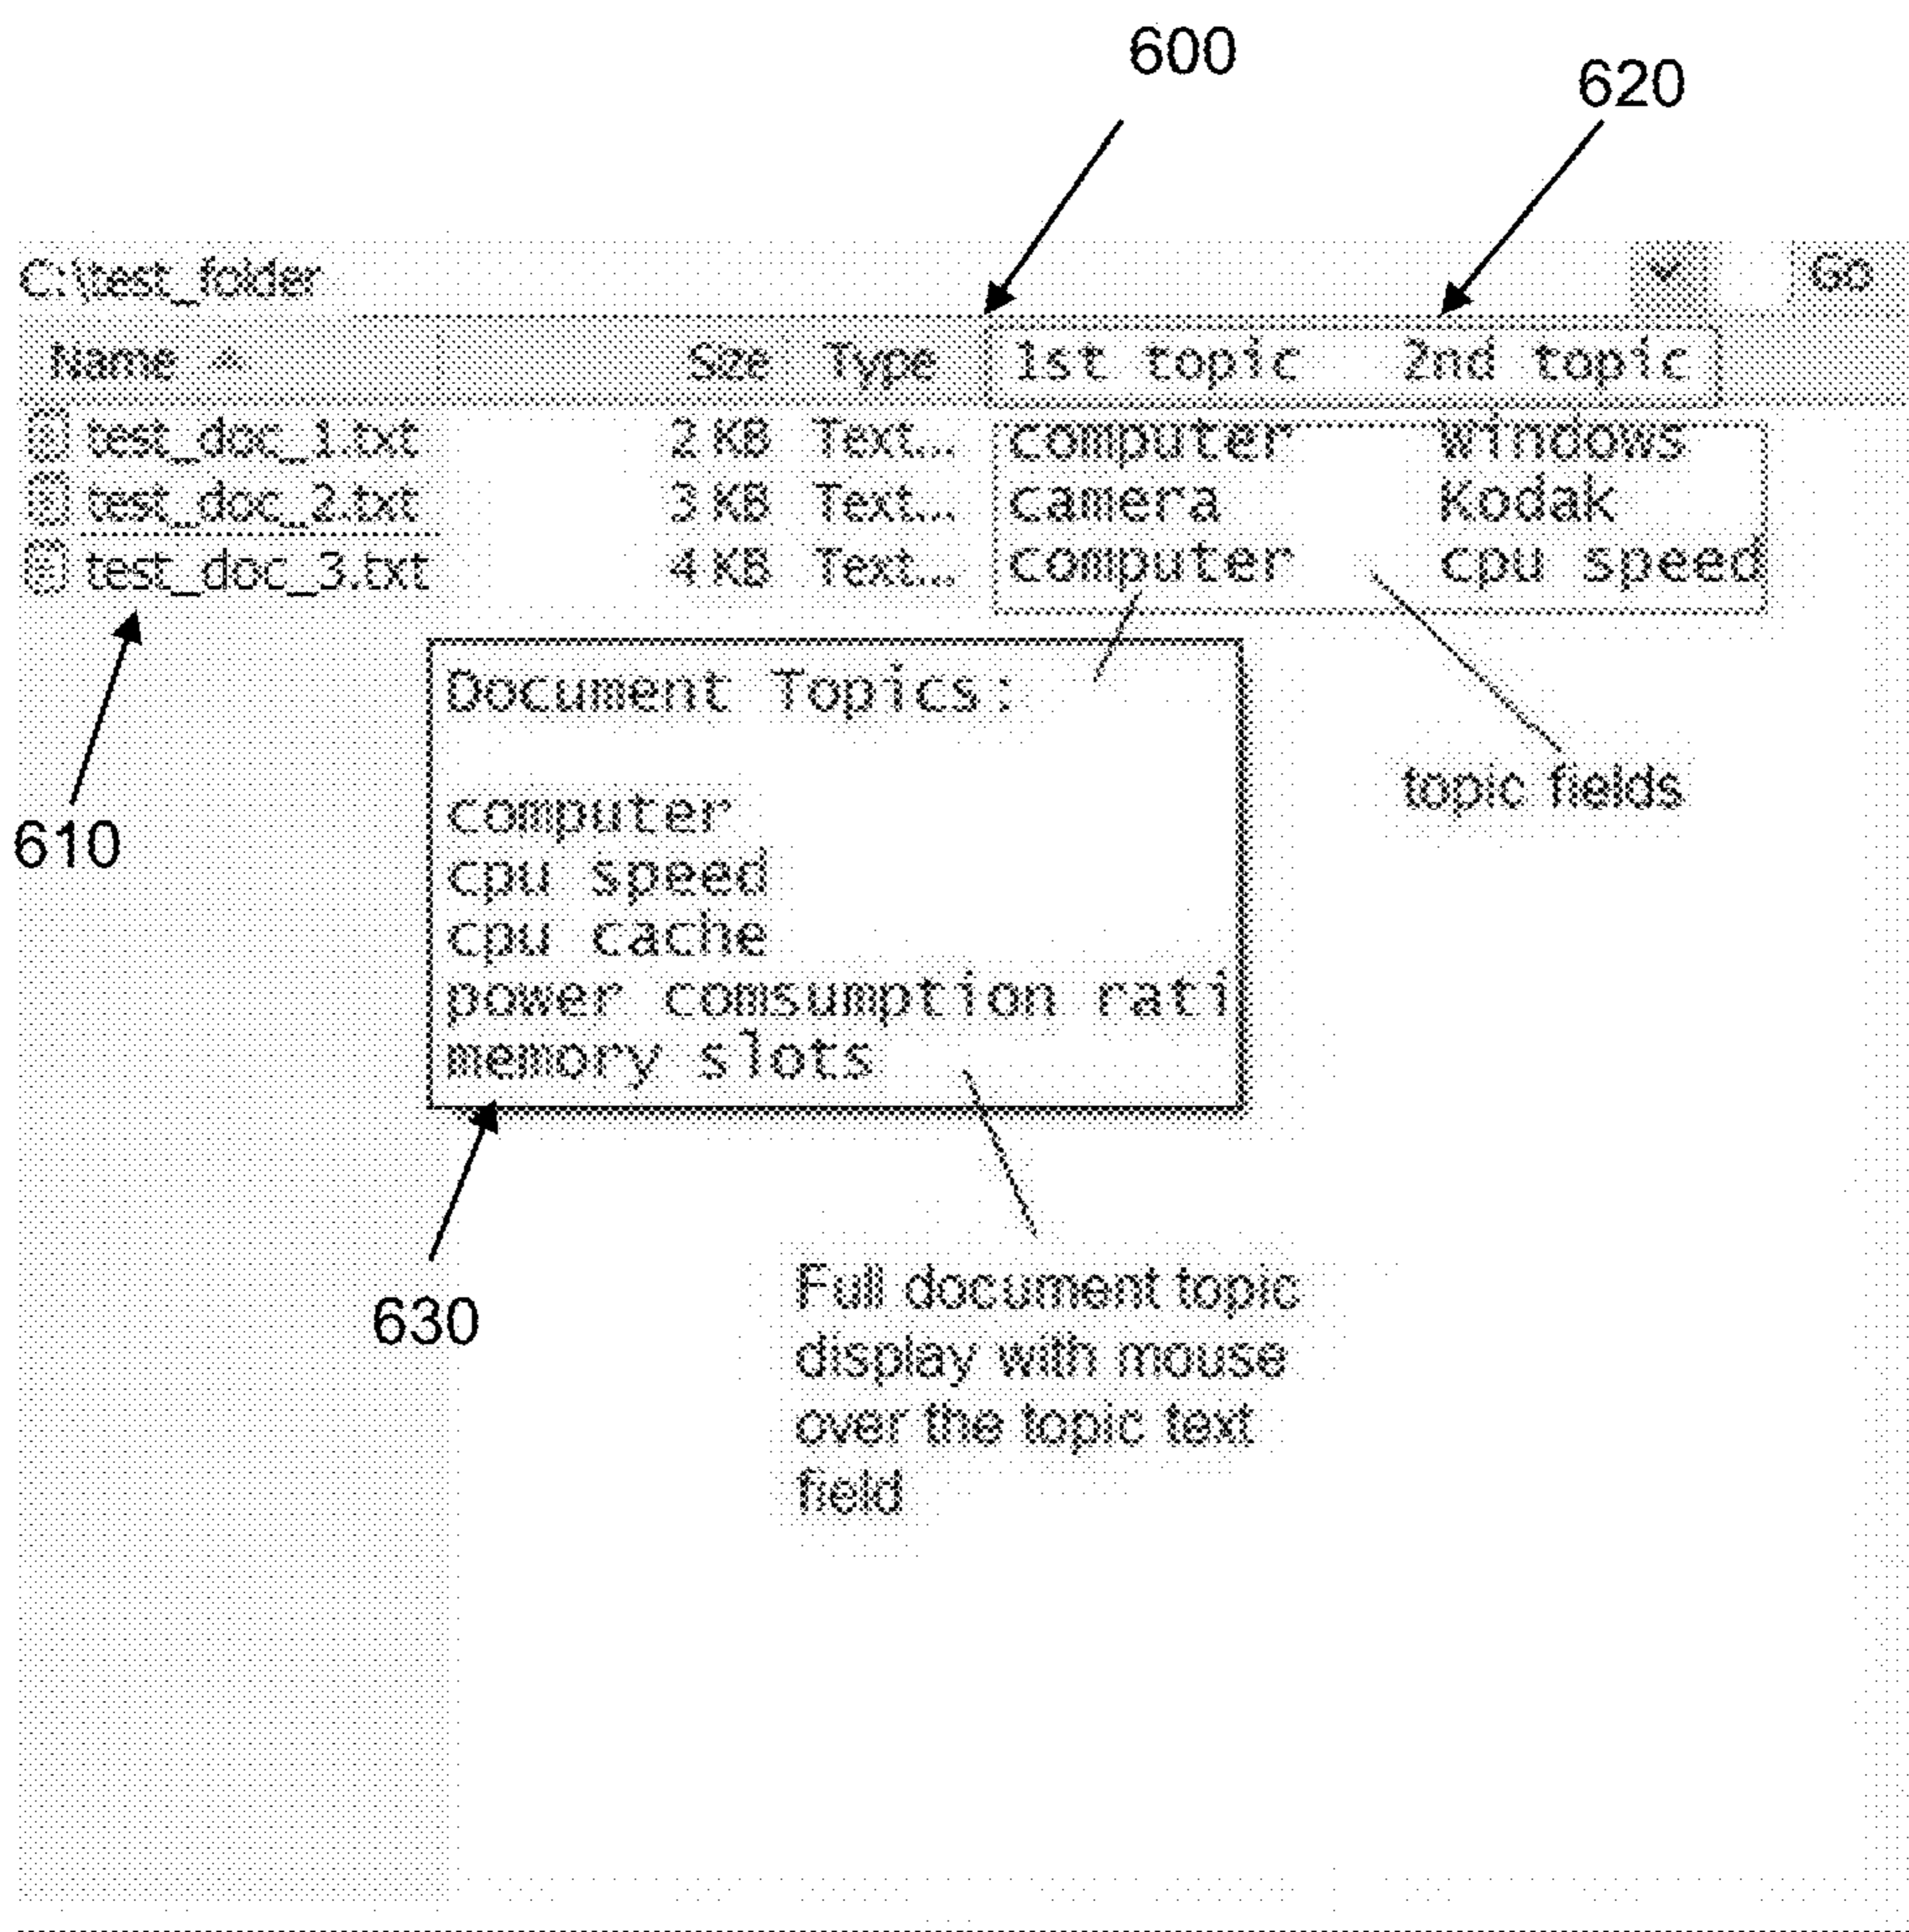 600
620
C:\test_folder Go
Name Size Type 1st topic 2nd topic
test_doc_1.txt 2 KB Text... computer windows
test_doc_2.txt 3 KB Text... camera Kodak
test_doc_3.txt 4 KB Text... computer cpu speed
Document Topics:
topic fields
computer
610
cpu speed
cpu cache
power comsumption rati
memory slots
630
Full document topic
display with mouse
over the topic text
field